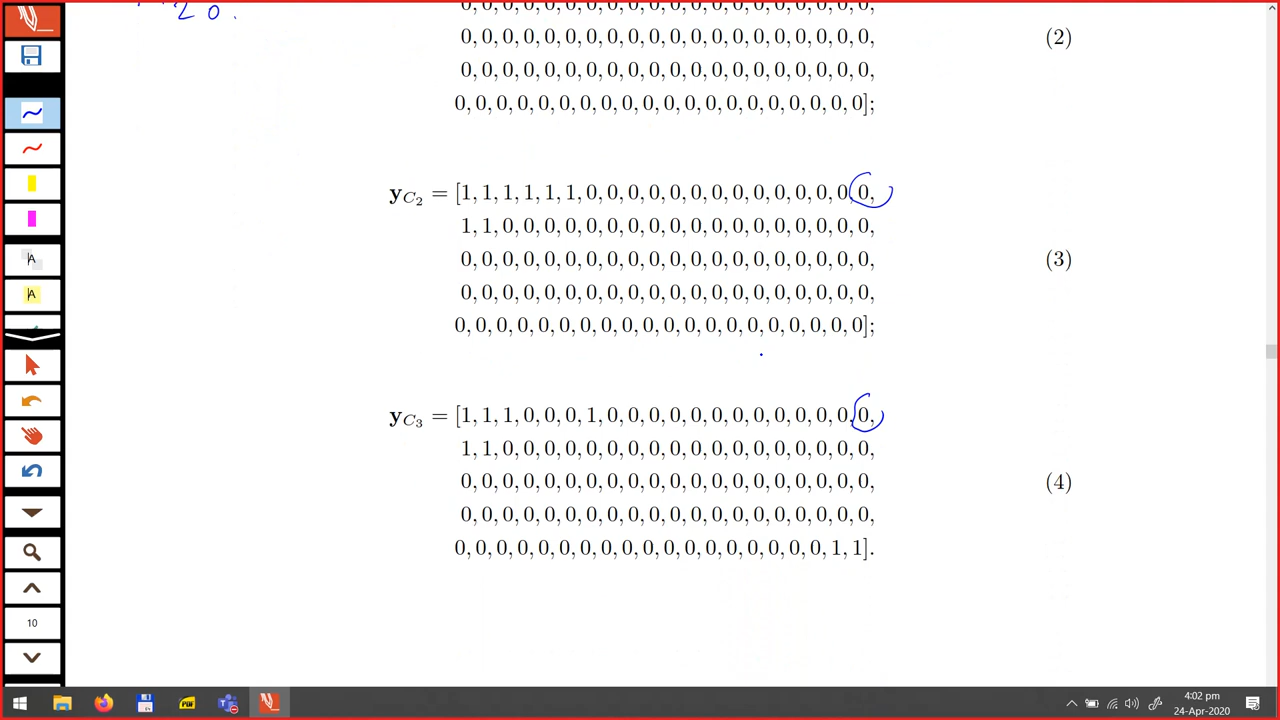 20.
0,0,0,0,0,0,0,0,0,0,0,0,0,0,0,0,0,0,0,0,
0,0,0,0,0,0,0,0,0,0,0,0,0,0,0,0,0,0,0,0, (2)
0,0,0,0,0,0,0,0,0,0,0,0,0,0,0,0,0,0,0,0,
0,0,0,0,0,0,0,0,0,0,0,0,0,0,0,0,0,0,0,0];
y_{C_2} = [1,1,1,1,1,1,0,0,0,0,0,0,0,0,0,0,0,0,0,0,
1,1,0,0,0,0,0,0,0,0,0,0,0,0,0,0,0,0,0,0,
0,0,0,0,0,0,0,0,0,0,0,0,0,0,0,0,0,0,0,0, (3)
0,0,0,0,0,0,0,0,0,0,0,0,0,0,0,0,0,0,0,0,
0,0,0,0,0,0,0,0,0,0,0,0,0,0,0,0,0,0,0,0];
y_{C_3} = [1,1,1,0,0,0,1,0,0,0,0,0,0,0,0,0,0,0,0,0,
1,1,0,0,0,0,0,0,0,0,0,0,0,0,0,0,0,0,0,0,
0,0,0,0,0,0,0,0,0,0,0,0,0,0,0,0,0,0,0,0, (4)
0,0,0,0,0,0,0,0,0,0,0,0,0,0,0,0,0,0,0,0,
0,0,0,0,0,0,0,0,0,0,0,0,0,0,0,0,0,0,1,1].
A
A
10
PDF
4:02 pm
24-Apr-2020